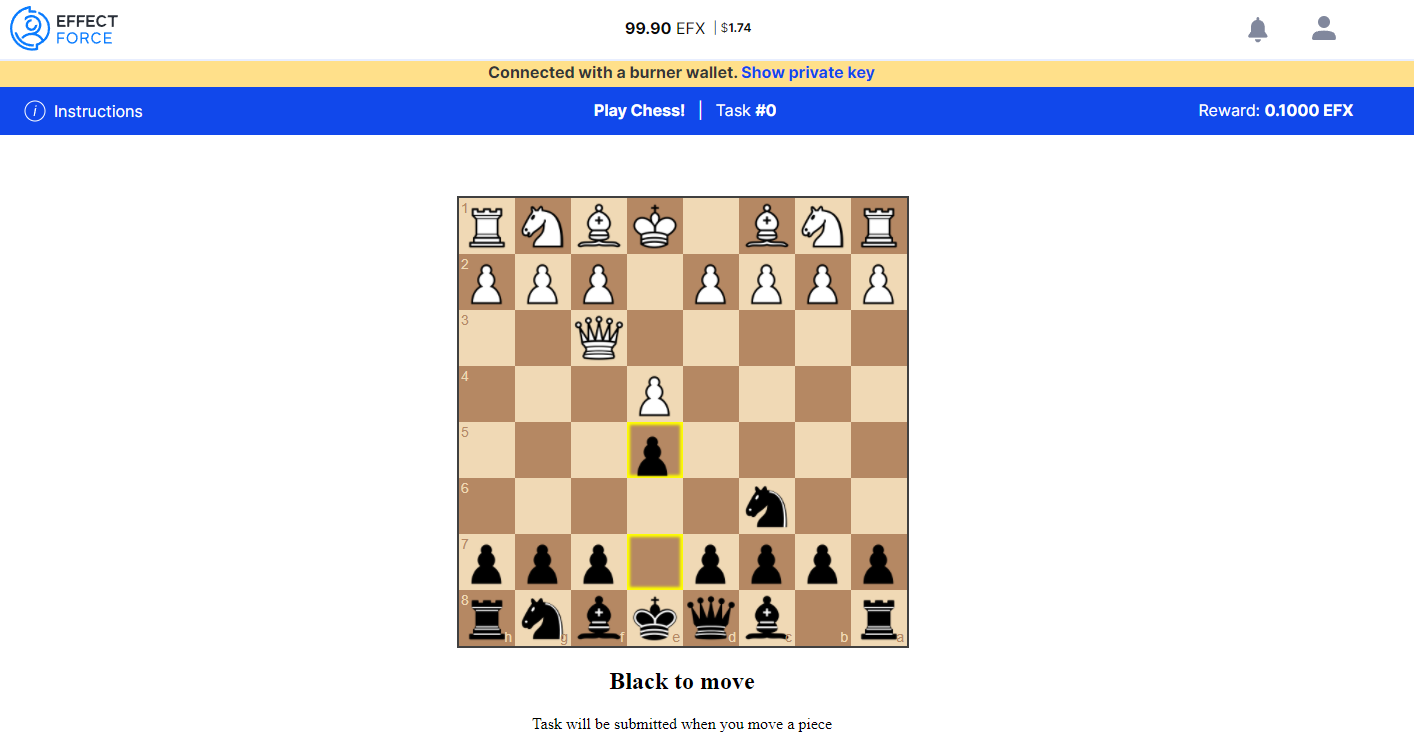 EFFECT
FORCE
99.90 EFX | $1.74
Connected with a burner wallet. Show private key
i Instructions
Play Chess! | Task #0
Reward: 0.1000 EFX
1
2
3
4
5
6
7
8
h g f e d c b a
Black to move
Task will be submitted when you move a piece